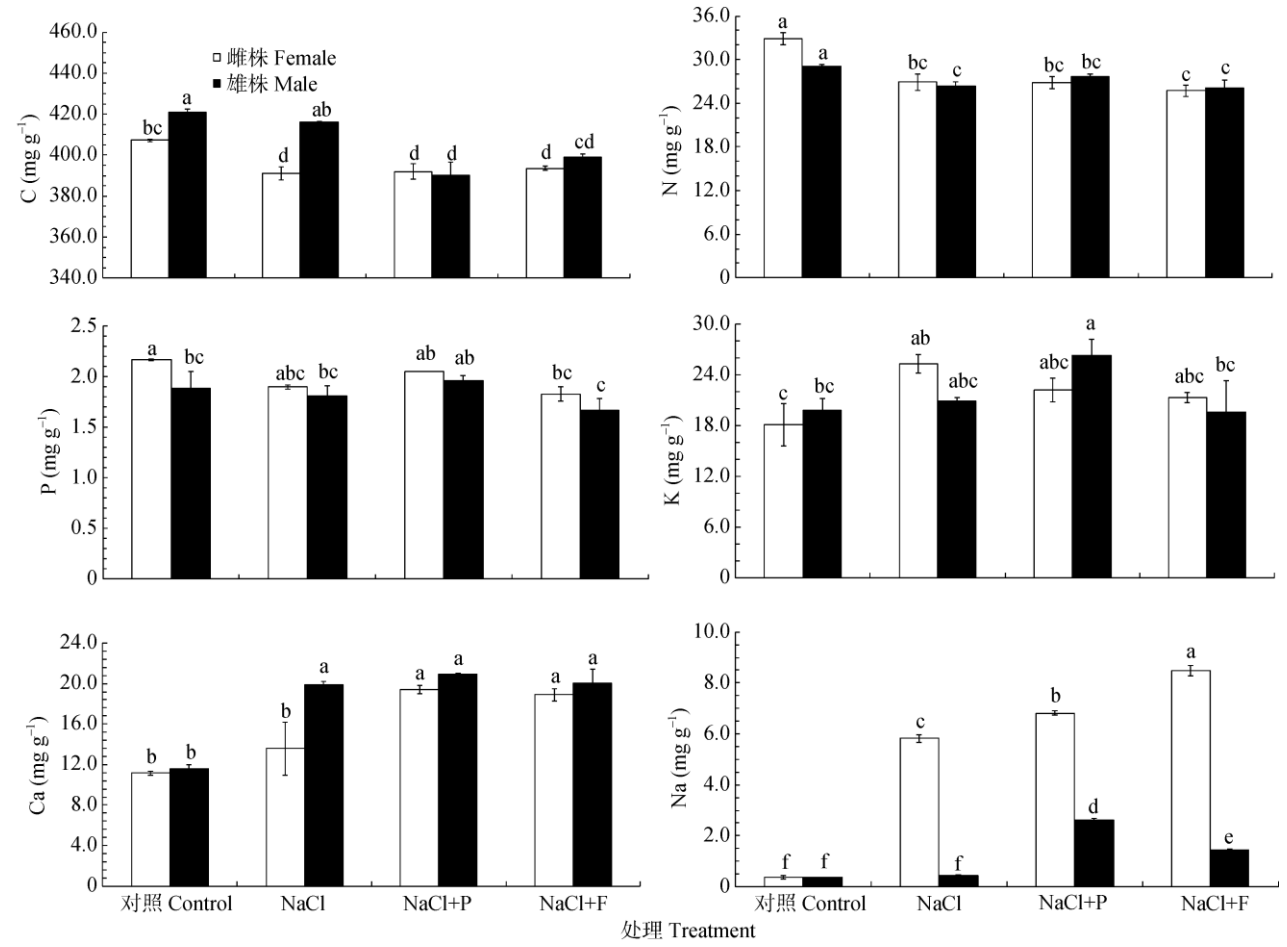 460.0
440.0
420.0
400.0
380.0
360.0
340.0
C (mg g⁻¹)
雌株 Female
雄株 Male
bc a d ab d d d cd
36.0
30.0
24.0
18.0
12.0
6.0
0
N (mg g⁻¹)
a a bc c bc bc c c
2.5
2.0
1.5
1.0
0.5
0
P (mg g⁻¹)
a bc abc bc ab ab bc c
30.0
24.0
18.0
12.0
6.0
0
K (mg g⁻¹)
c bc ab abc abc a abc bc
24.0
20.0
16.0
12.0
8.0
4.0
0
Ca (mg g⁻¹)
b b b a a a a a
对照 Control NaCl NaCl+P NaCl+F
10.0
8.0
6.0
4.0
2.0
0
Na (mg g⁻¹)
f f c f b d a e
对照 Control NaCl NaCl+P NaCl+F
处理 Treatment